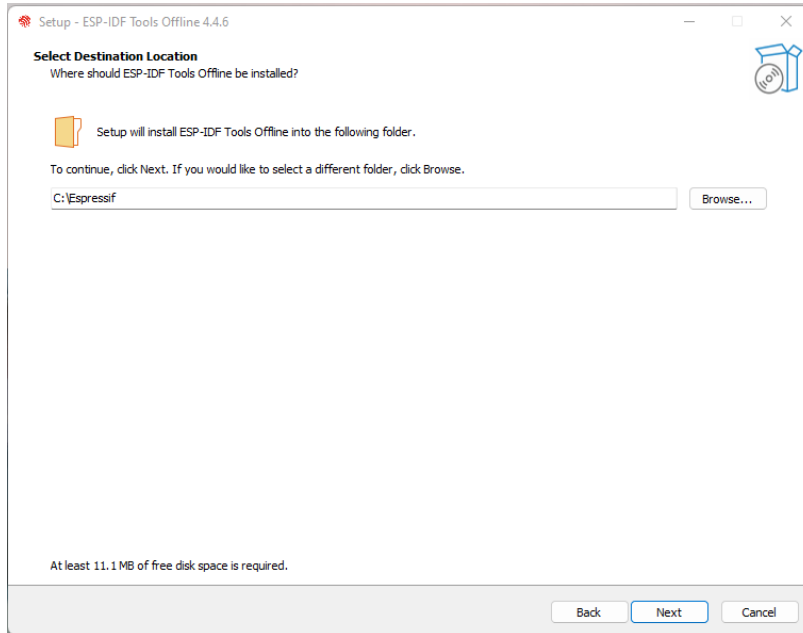 Setup - ESP-IDF Tools Offline 4.4.6
Select Destination Location
Where should ESP-IDF Tools Offline be installed?
Setup will install ESP-IDF Tools Offline into the following folder.
To continue, click Next. If you would like to select a different folder, click Browse.
C:\Espressif
Browse...
At least 11.1 MB of free disk space is required.
Back
Next
Cancel